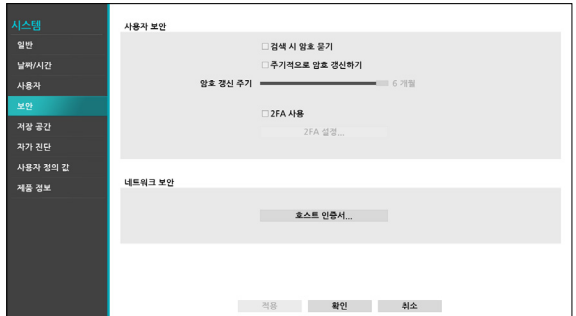 시스템
일반
날짜/시간
사용자
보안
저장 공간
자가 진단
사용자 정의 값
제품 정보
사용자 보안
검색 시 암호 묻기
주기적으로 암호 갱신하기
암호 갱신 주기 6 개월
2FA 사용
2FA 설정...
네트워크 보안
호스트 인증서...
적용 확인 취소